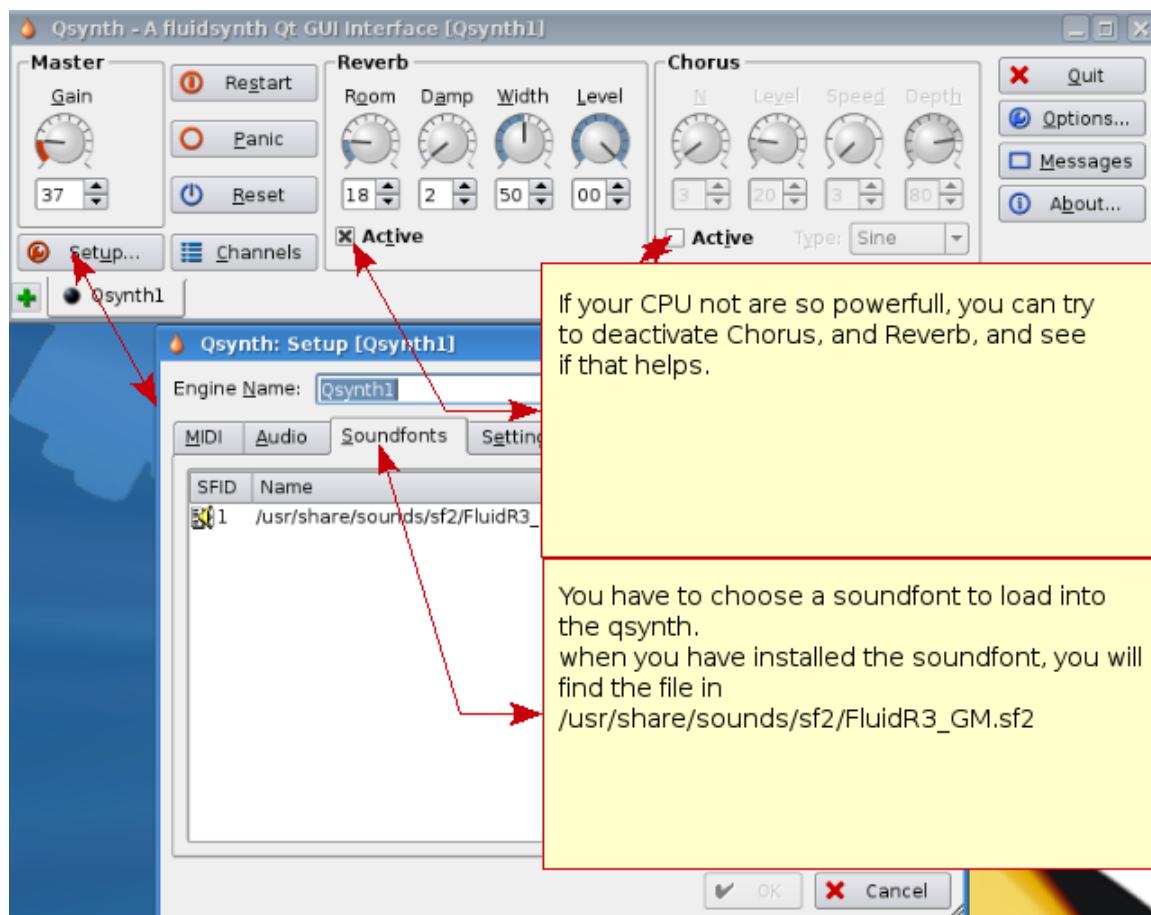 Qsynth - A fluidsynth Qt GUI Interface [Qsynth1]
Master
Gain
37
Setup...
Restart
Panic
Reset
Channels
Reverb
Room Damp Width Level
18 2 50 00
Active
Chorus
N Level Speed Depth
3 20 3 80
Active Type: Sine
Quit
Options...
Messages
About...
Qsynth1
Qsynth: Setup [Qsynth1]
Engine Name: Qsynth1
MIDI Audio Soundfonts Setting
SFID Name
1 /usr/share/sounds/sf2/FluidR3_
If your CPU not are so powerfull, you can try
to deactivate Chorus, and Reverb, and see
if that helps.
You have to choose a soundfont to load into
the qsynth.
when you have installed the soundfont, you will
find the file in
/usr/share/sounds/sf2/FluidR3_GM.sf2
OK Cancel